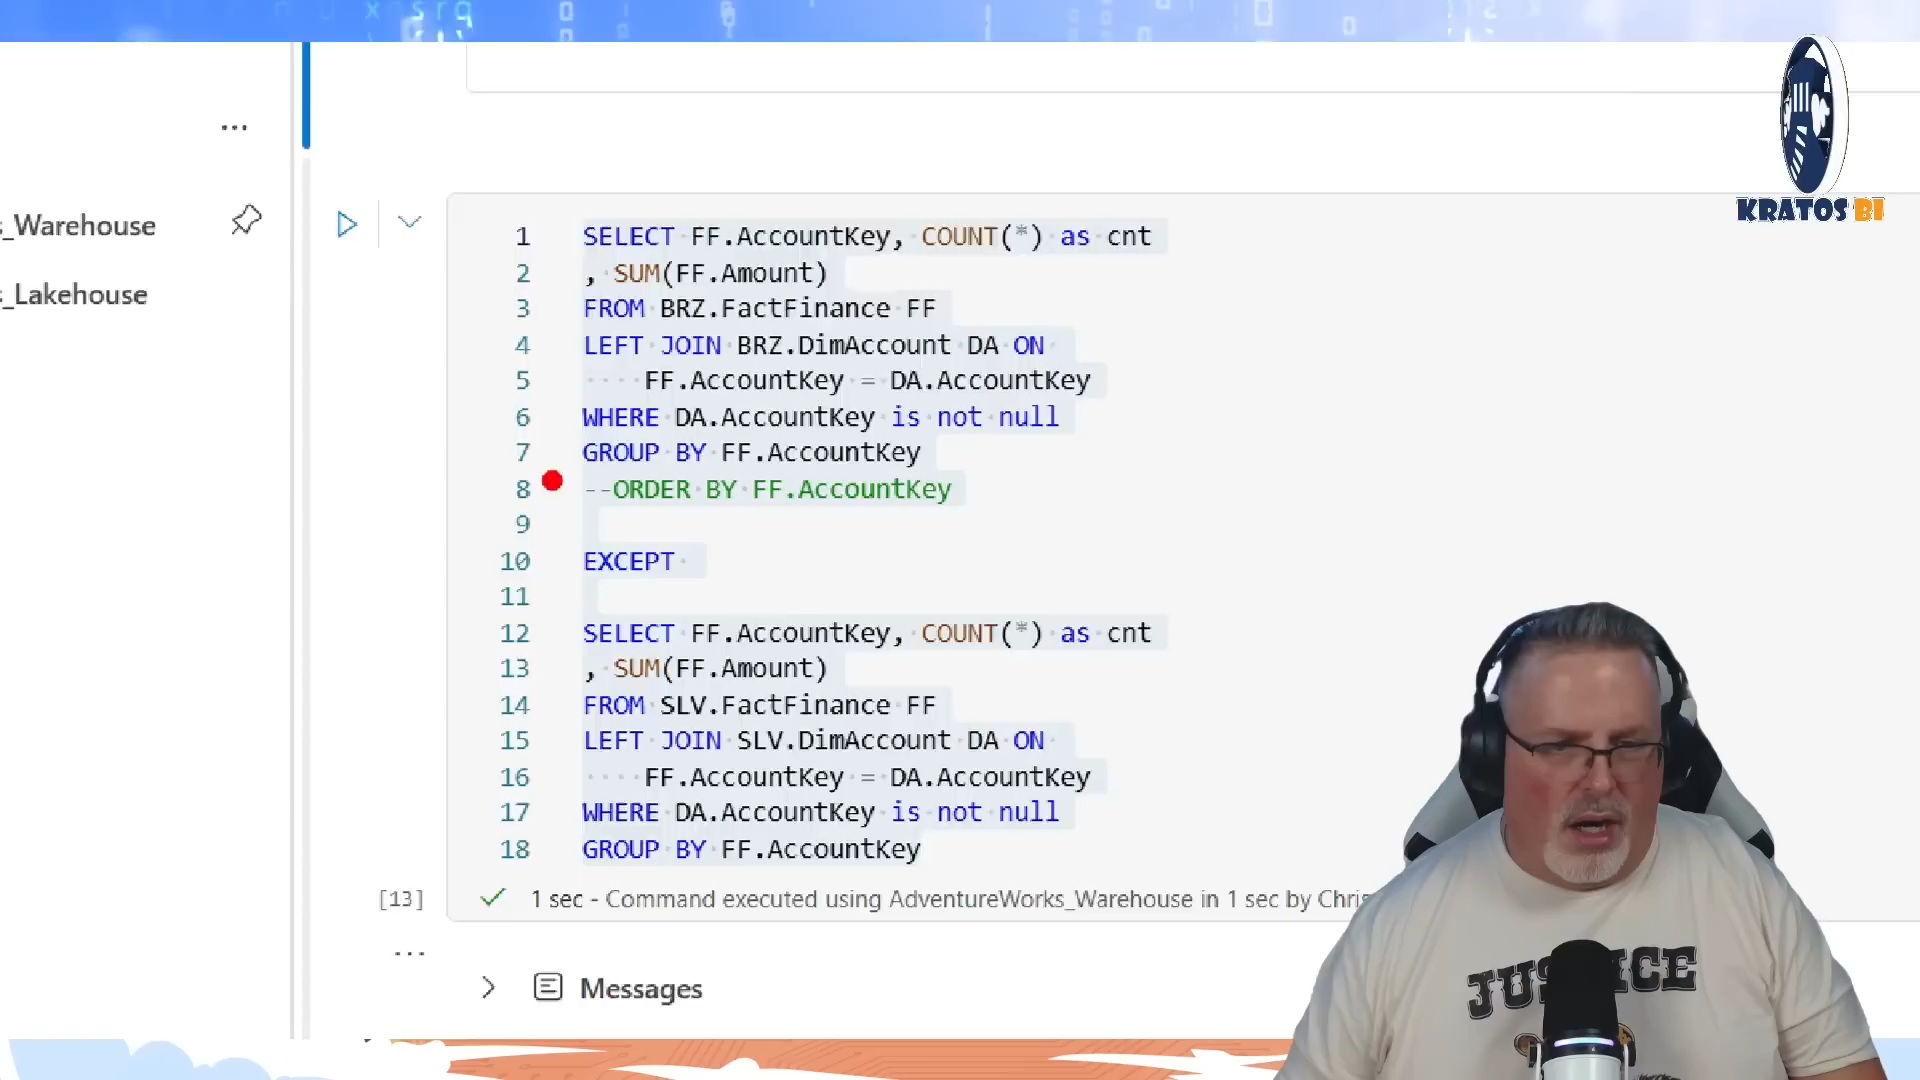 KRATOS BI
s_Warehouse
s_Lakehouse
1 SELECT FF.AccountKey, COUNT(*) as cnt
2 , SUM(FF.Amount)
3 FROM BRZ.FactFinance FF
4 LEFT JOIN BRZ.DimAccount DA ON
5 FF.AccountKey = DA.AccountKey
6 WHERE DA.AccountKey is not null
7 GROUP BY FF.AccountKey
8 --ORDER BY FF.AccountKey
9
10 EXCEPT
11
12 SELECT FF.AccountKey, COUNT(*) as cnt
13 , SUM(FF.Amount)
14 FROM SLV.FactFinance FF
15 LEFT JOIN SLV.DimAccount DA ON
16 FF.AccountKey = DA.AccountKey
17 WHERE DA.AccountKey is not null
18 GROUP BY FF.AccountKey
[13] 1 sec - Command executed using AdventureWorks_Warehouse in 1 sec by Chris
Messages